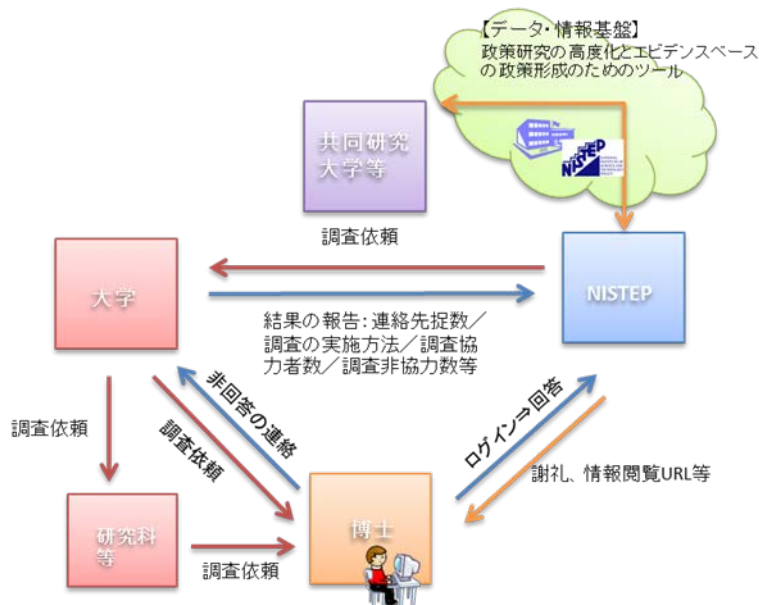 【データ・情報基盤】
政策研究の高度化とエビデンスベース
の政策形成のためのツール
共同研究
大学等
NISTEP
調査依頼
大学
NISTEP
結果の報告：連絡先捉数／
調査の実施方法／調査協
力者数／調査非協力数等
非回答の連絡
調査依頼
調査依頼
ログイン⇒回答
謝礼、情報閲覧URL等
研究科
等
調査依頼
博士